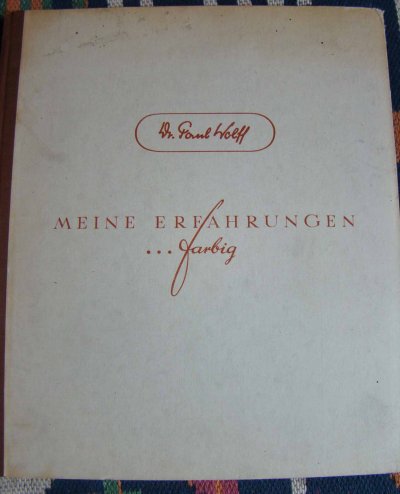 Dr. Paul Wolff
MEINE ERFAHRUNGEN
... farbig